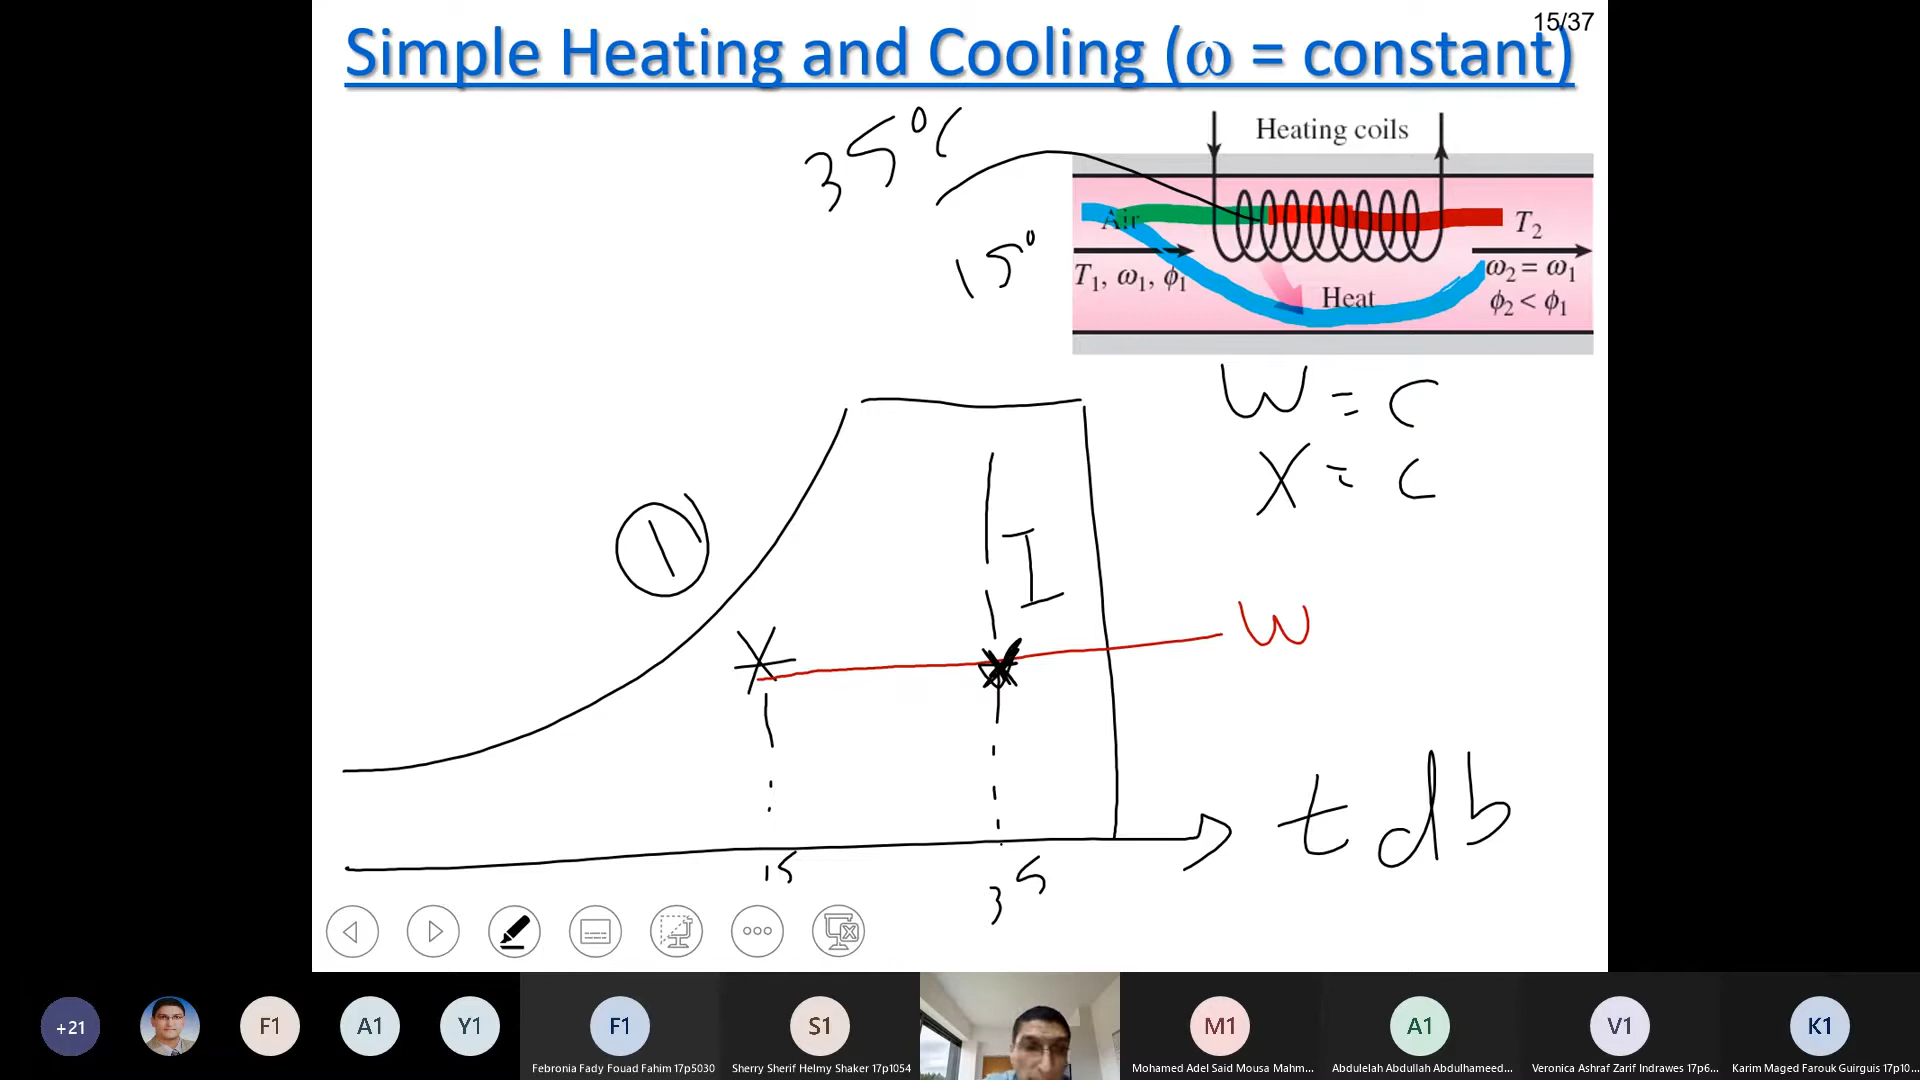 15/37
Simple Heating and Cooling (ω = constant)
35°C
Heating coils
Air
T2
15°
T1, ω1, ϕ1
ω2 = ω1
Heat
ϕ2 < ϕ1
W = C
X = C
1
I
W
t db
15
35
+21
F1
A1
Y1
F1
S1
M1
A1
V1
K1
Febronia Fady Fouad Fahim 17p5030
Sherry Sherif Helmy Shaker 17p1054
Mohamed Adel Said Mousa Mahm...
Abdulelah Abdullah Abdulhameed...
Veronica Ashraf Zarif Indrawes 17p6...
Karim Maged Farouk Guirguis 17p10...